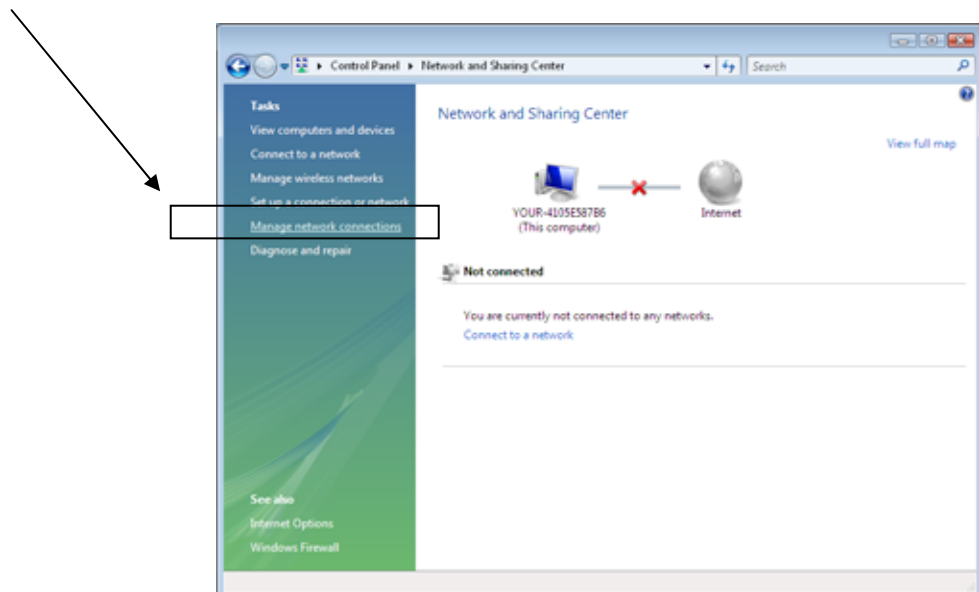 Control Panel ▸ Network and Sharing Center
Search
Tasks
View computers and devices
Connect to a network
Manage wireless networks
Set up a connection or network
Manage network connections
Diagnose and repair
See also
Internet Options
Windows Firewall
Network and Sharing Center
View full map
YOUR-4105E587B6
(This computer)
Internet
Not connected
You are currently not connected to any networks.
Connect to a network